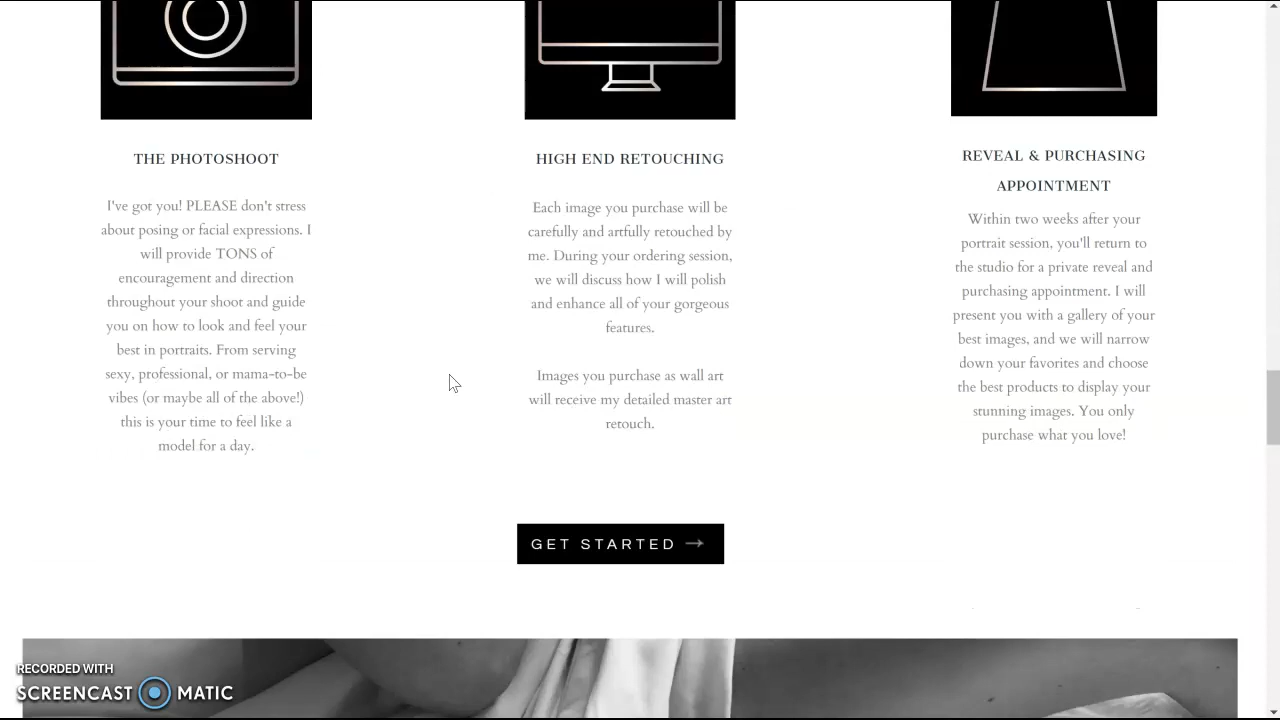 THE PHOTOSHOOT
I've got you! PLEASE don't stress
about posing or facial expressions. I
will provide TONS of
encouragement and direction
throughout your shoot and guide
you on how to look and feel your
best in portraits. From serving
sexy, professional, or mama-to-be
vibes (or maybe all of the above!)
this is your time to feel like a
model for a day.
HIGH END RETOUCHING
Each image you purchase will be
carefully and artfully retouched by
me. During your ordering session,
we will discuss how I will polish
and enhance all of your gorgeous
features.
Images you purchase as wall art
will receive my detailed master art
retouch.
REVEAL & PURCHASING
APPOINTMENT
Within two weeks after your
portrait session, you'll return to
the studio for a private reveal and
purchasing appointment. I will
present you with a gallery of your
best images, and we will narrow
down your favorites and choose
the best products to display your
stunning images. You only
purchase what you love!
GET STARTED →
RECORDED WITH
SCREENCAST MATIC